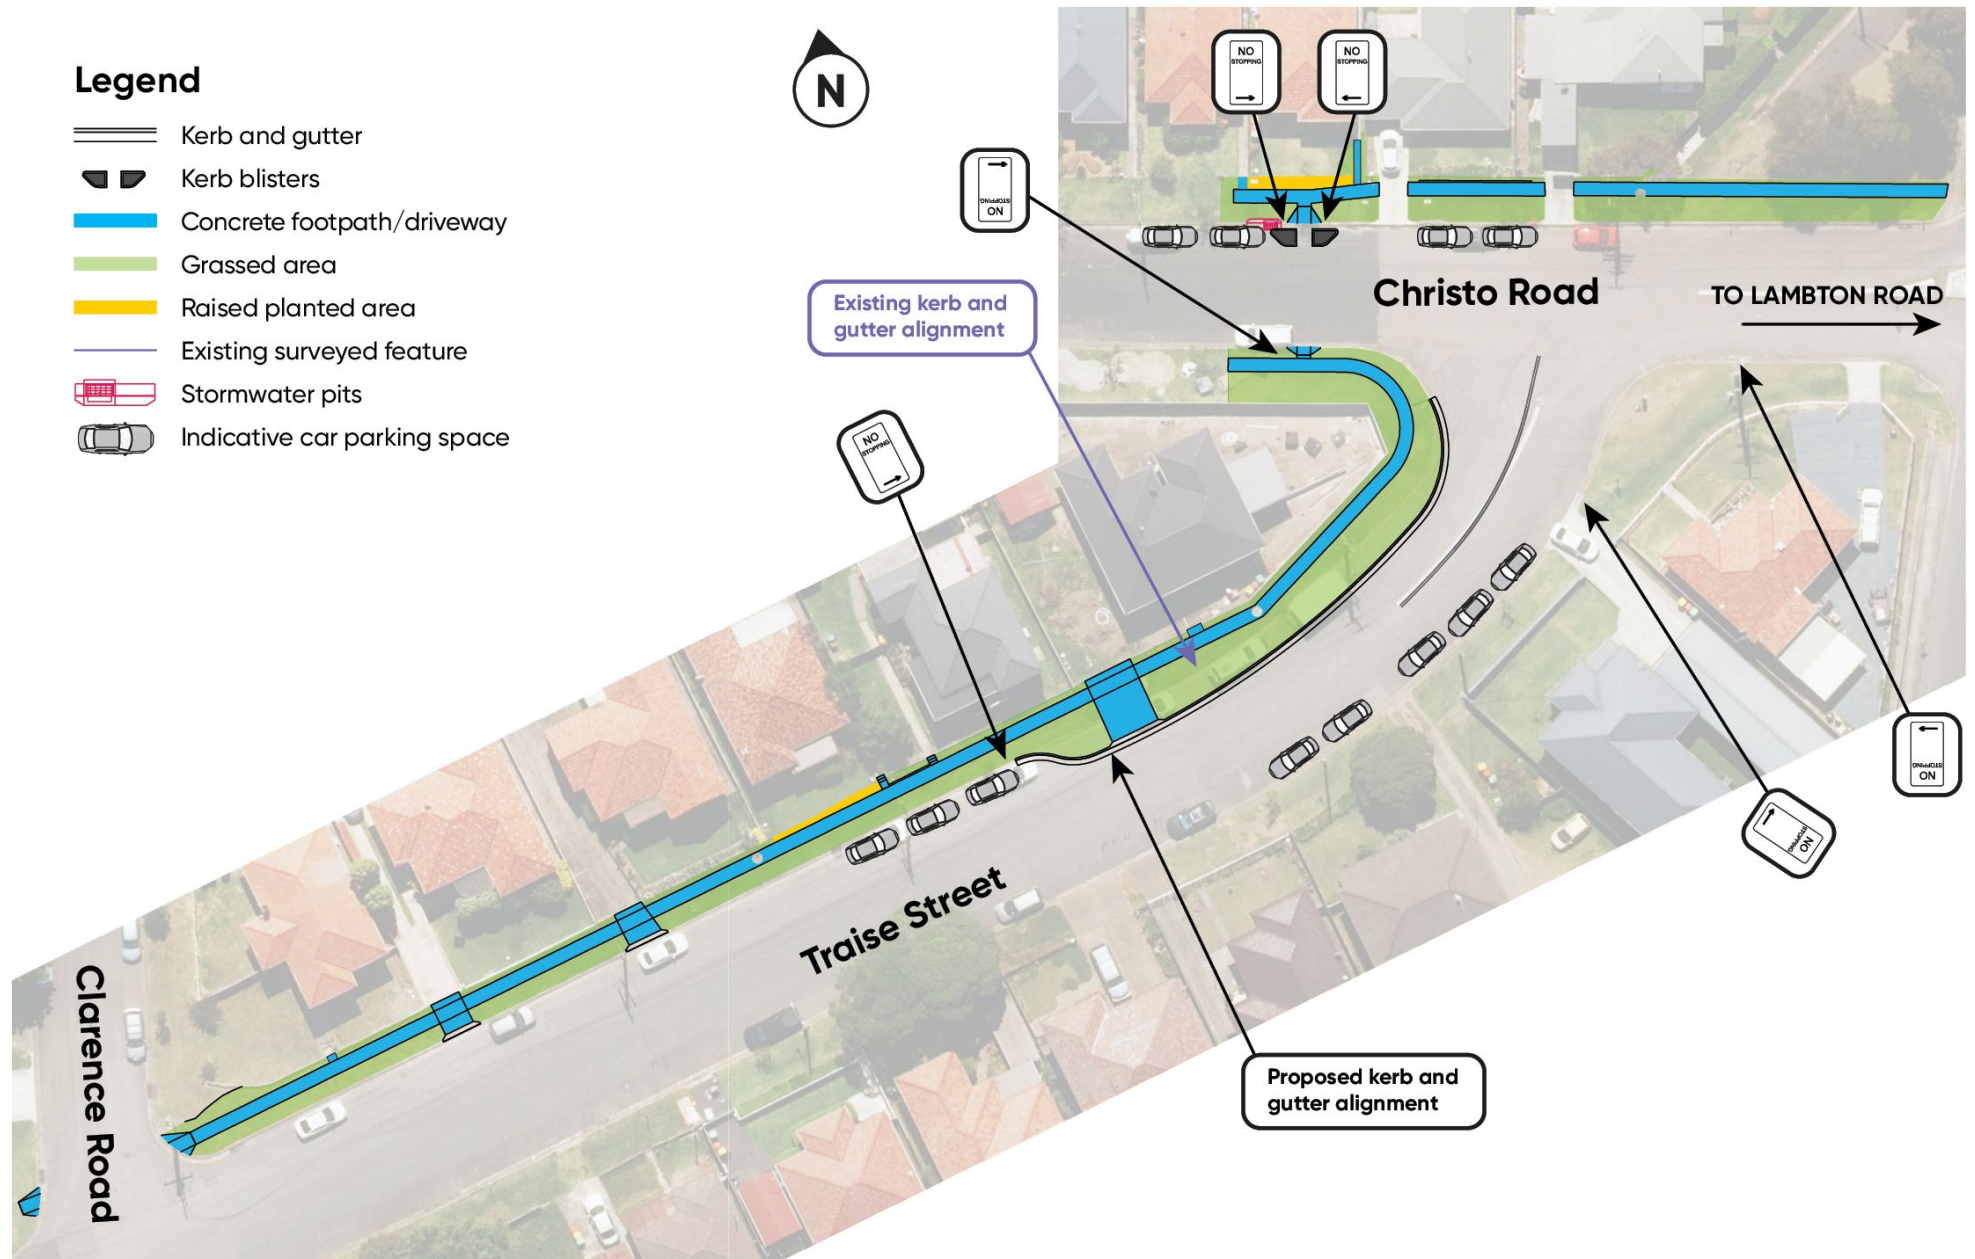 Legend
Kerb and gutter
Kerb blisters
Concrete footpath/driveway
Grassed area
Raised planted area
Existing surveyed feature
Stormwater pits
Indicative car parking space
N
NO
STOPPING
NO
STOPPING
NO
STOPPING
Existing kerb and
gutter alignment
Christo Road
TO LAMBTON ROAD
NO
STOPPING
NO
STOPPING
NO
STOPPING
Traise Street
Clarence Road
Proposed kerb and
gutter alignment